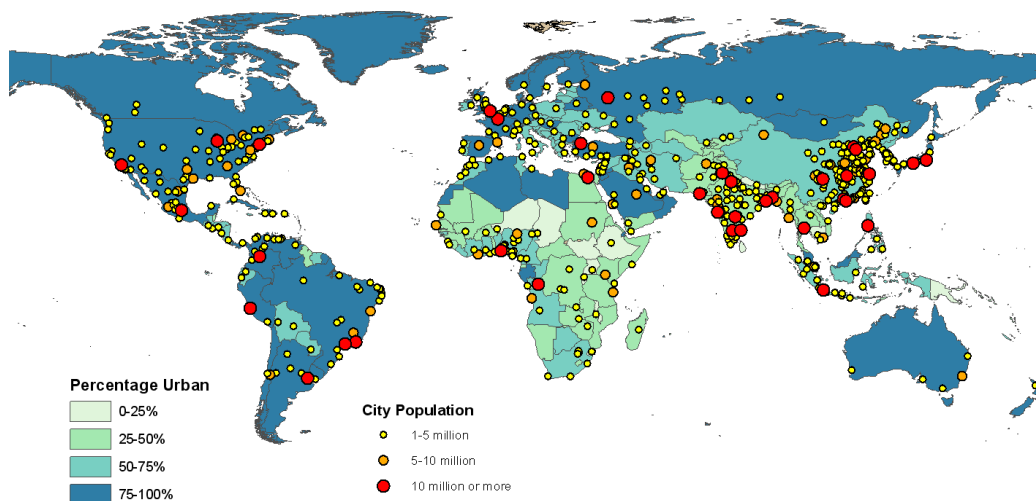 Percentage Urban
0-25%
25-50%
50-75%
75-100%
City Population
1-5 million
5-10 million
10 million or more